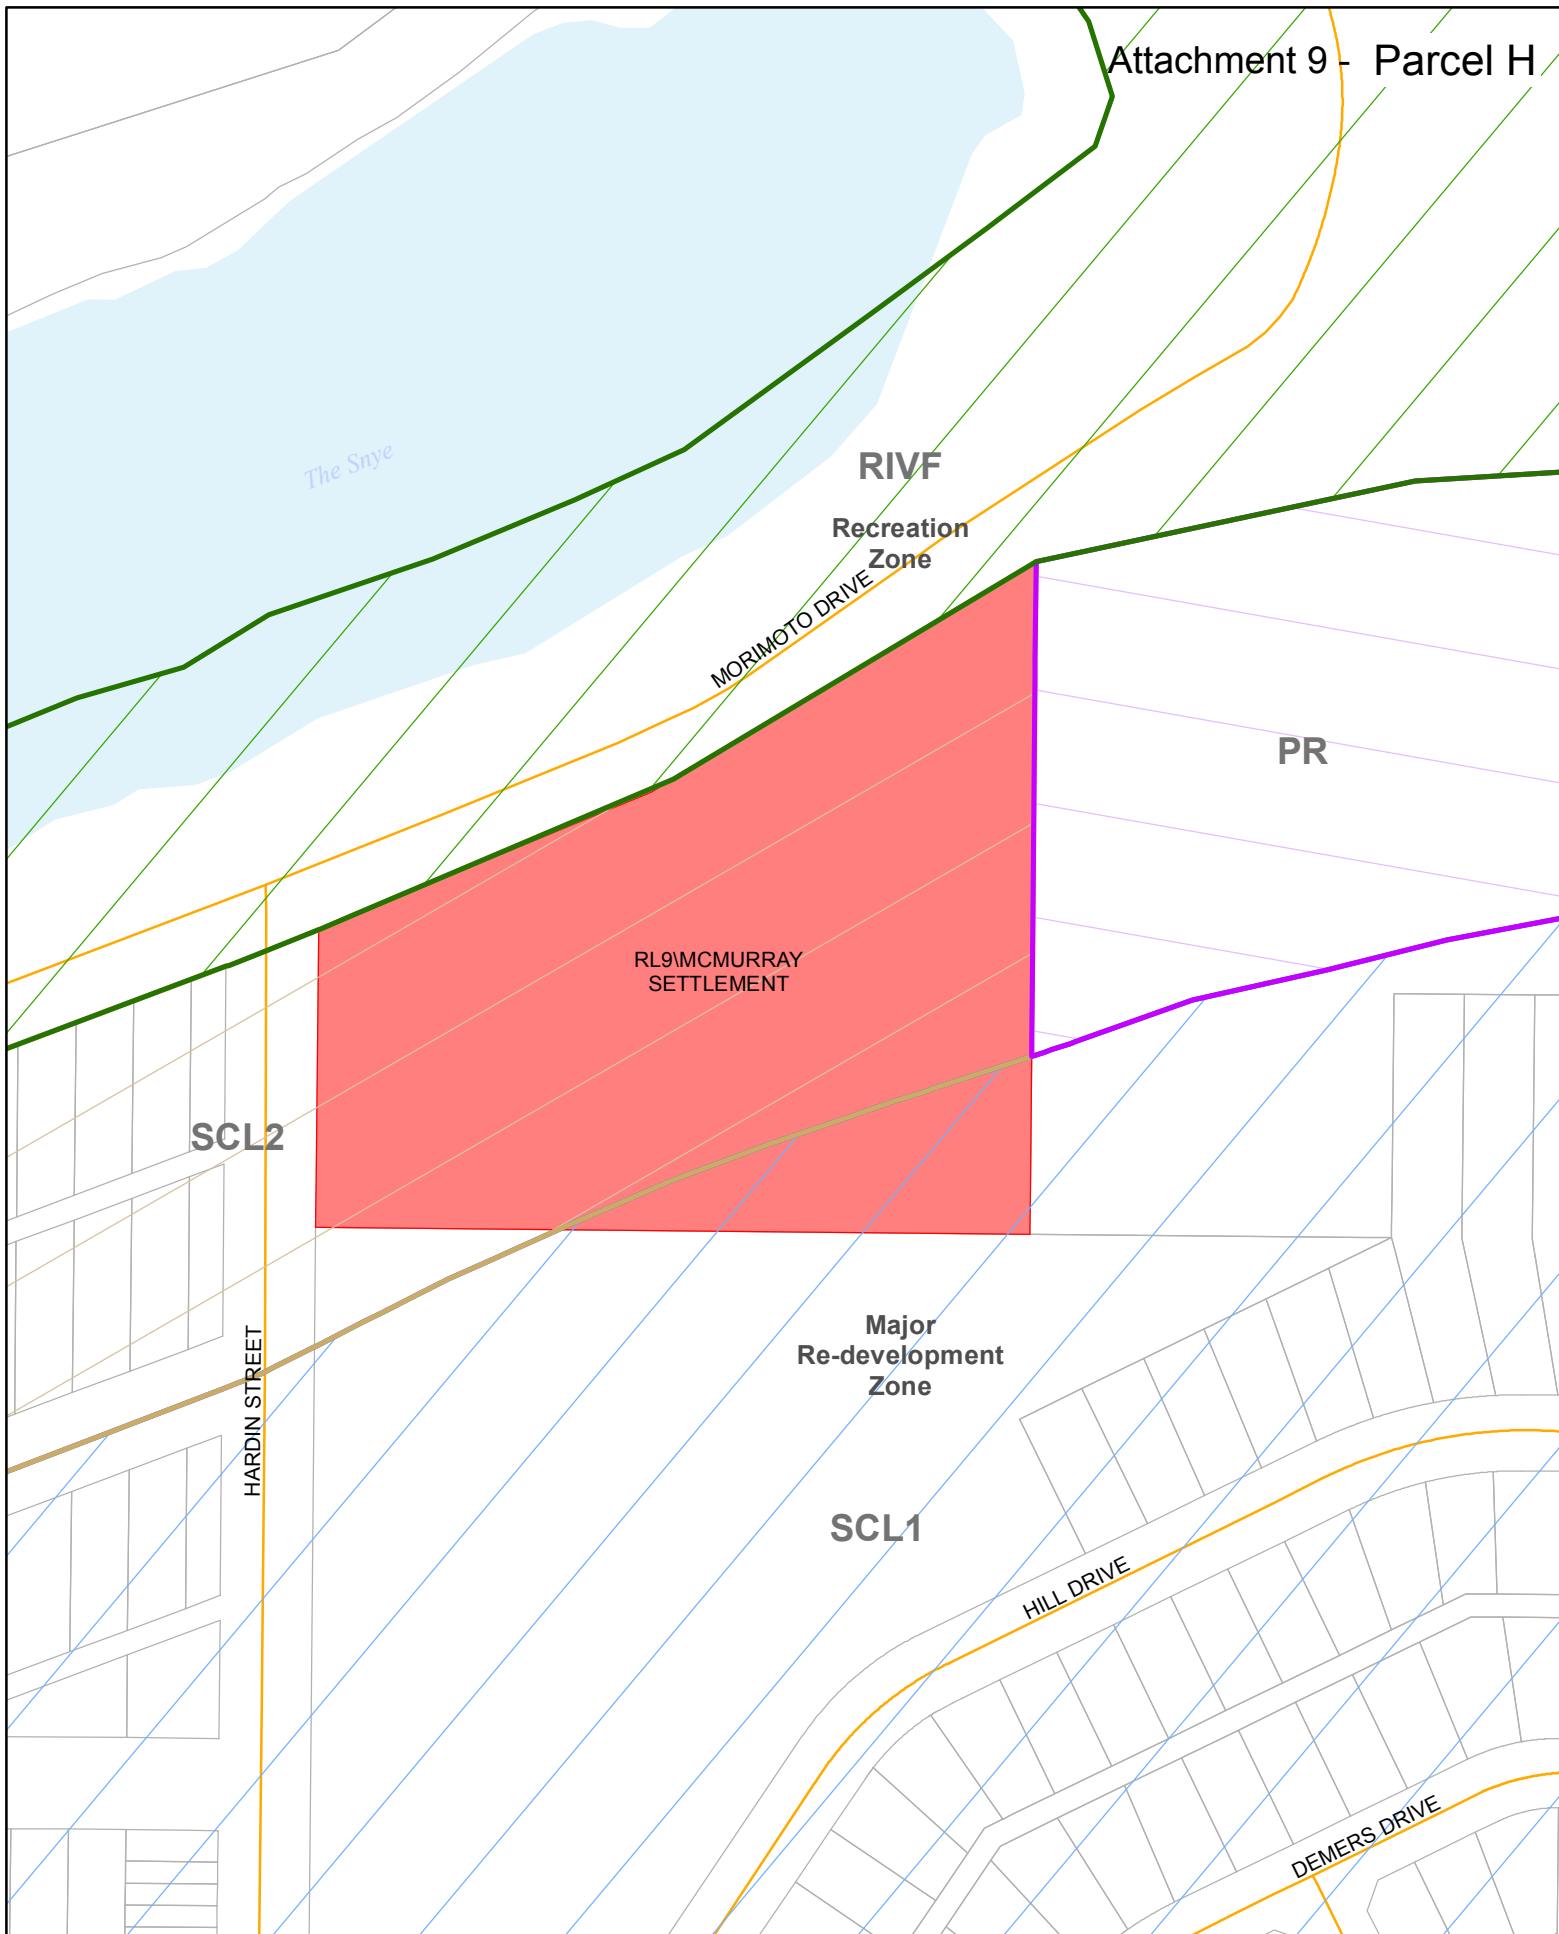 Attachment 9 - Parcel H
The Snye
RIVF
Recreation
Zone
MORIMOTO DRIVE
PR
RL9\MCMURRAY
SETTLEMENT
SCL2
HARDIN STREET
Major
Re-development
Zone
SCL1
HILL DRIVE
DEMERS DRIVE